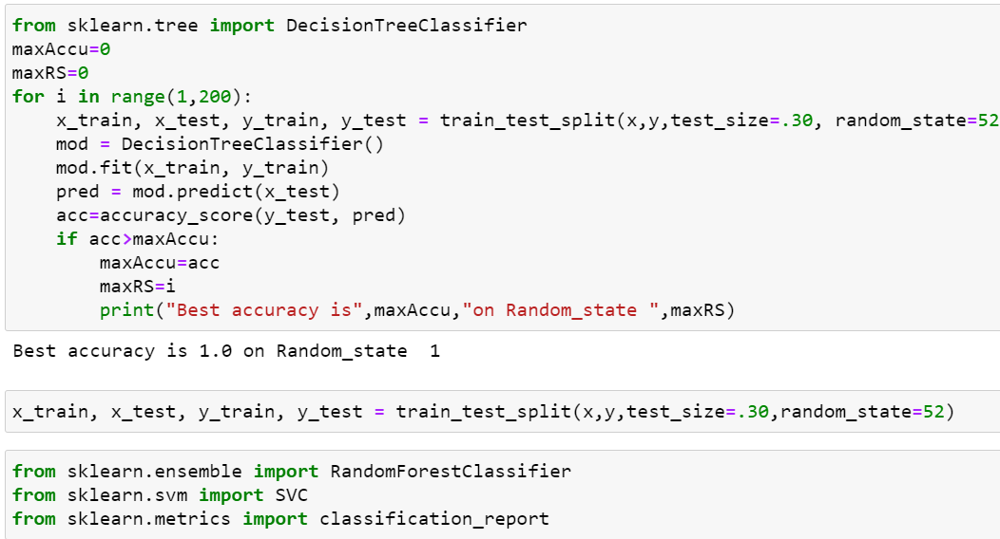 from sklearn.tree import DecisionTreeClassifier
maxAccu=0
maxRS=0
for i in range(1,200):
    x_train, x_test, y_train, y_test = train_test_split(x,y,test_size=.30, random_state=52
    mod = DecisionTreeClassifier()
    mod.fit(x_train, y_train)
    pred = mod.predict(x_test)
    acc=accuracy_score(y_test, pred)
    if acc>maxAccu:
        maxAccu=acc
        maxRS=i
        print("Best accuracy is",maxAccu,"on Random_state ",maxRS)
Best accuracy is 1.0 on Random_state  1
x_train, x_test, y_train, y_test = train_test_split(x,y,test_size=.30,random_state=52)
from sklearn.ensemble import RandomForestClassifier
from sklearn.svm import SVC
from sklearn.metrics import classification_report